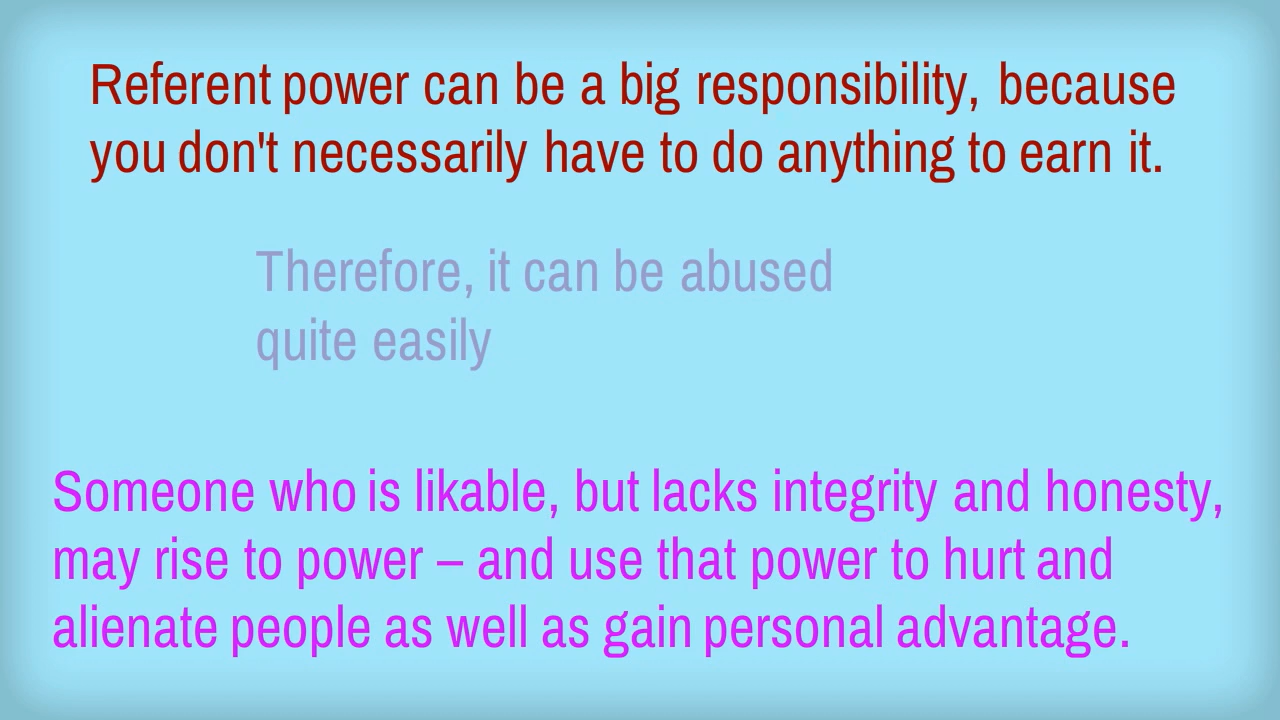 Referent power can be a big responsibility, because
you don't necessarily have to do anything to earn it.
Therefore, it can be abused
quite easily
Someone who is likable, but lacks integrity and honesty,
may rise to power – and use that power to hurt and
alienate people as well as gain personal advantage.